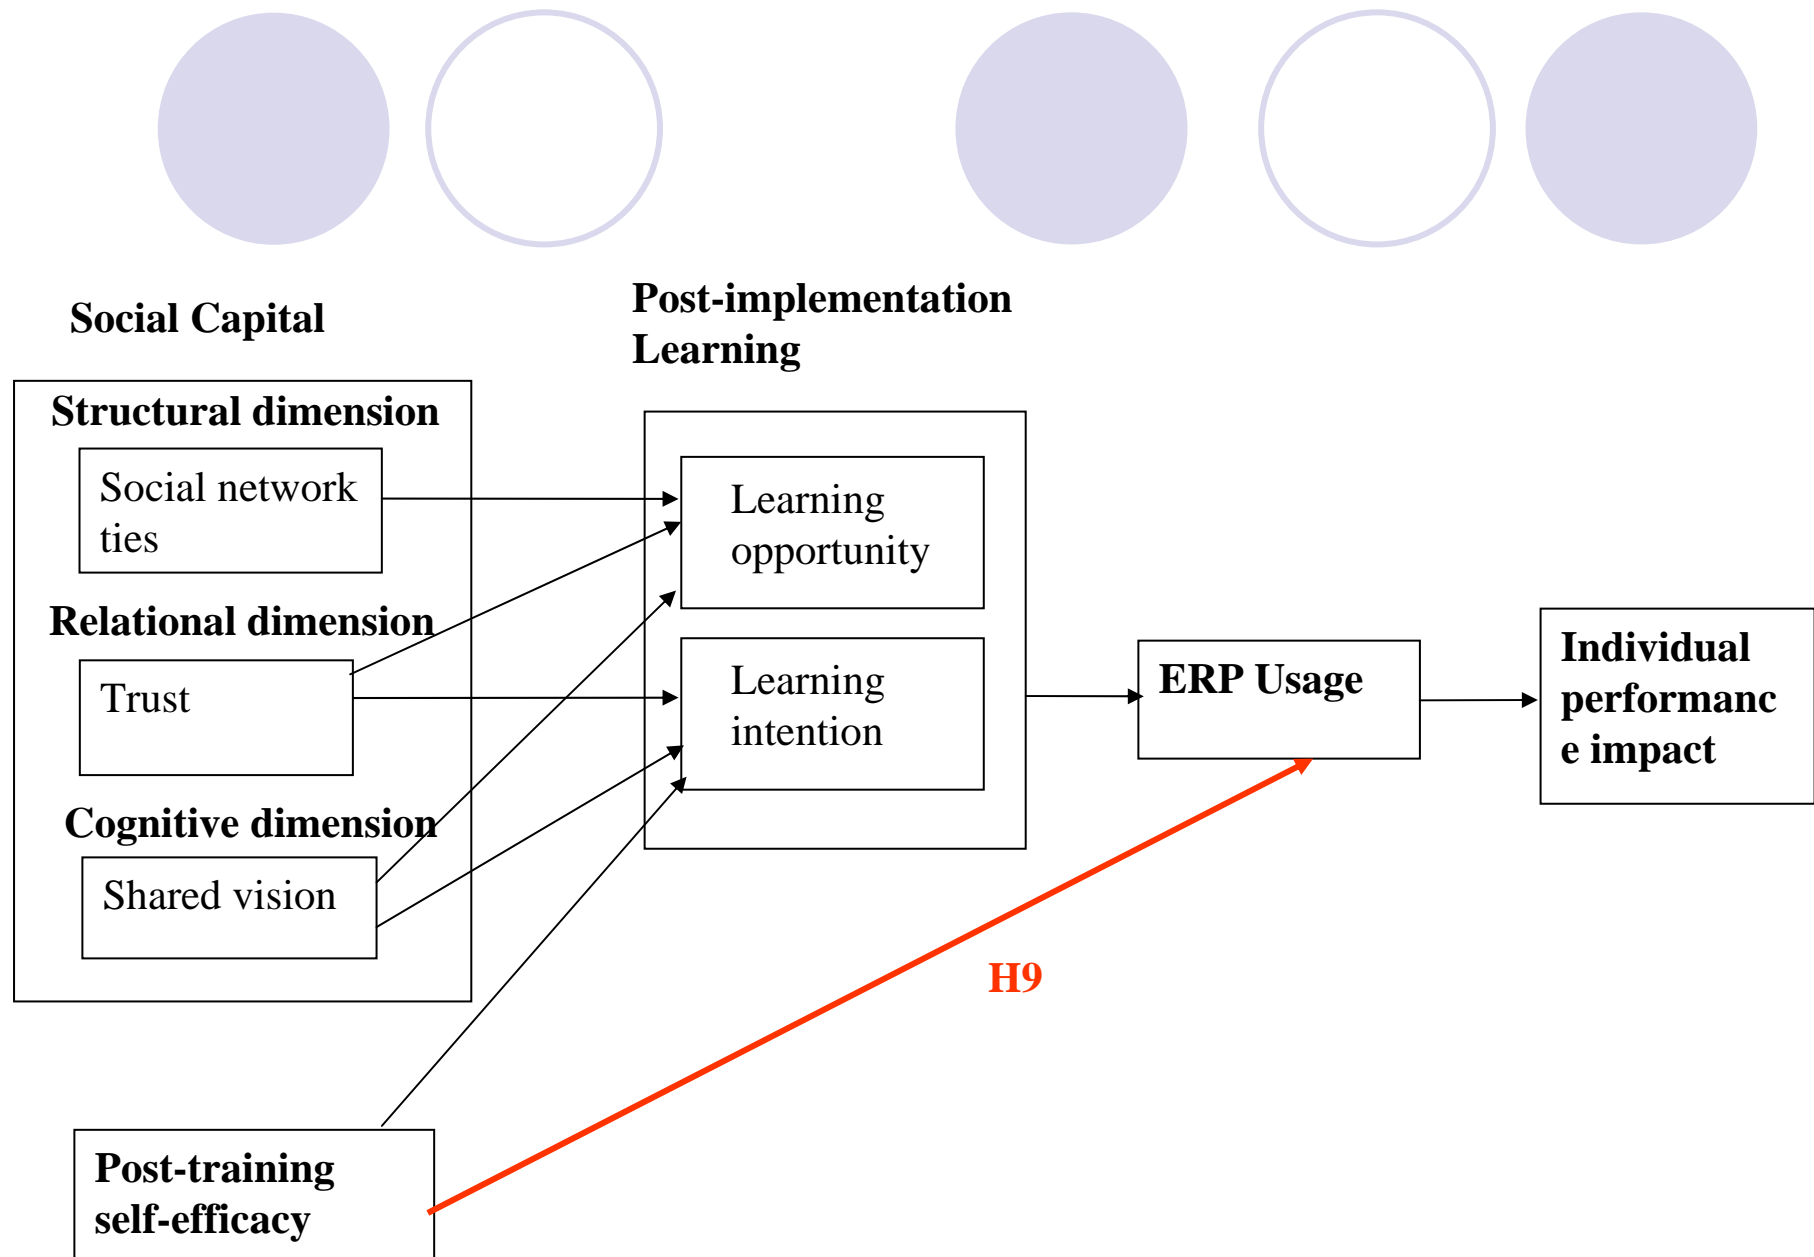 Social Capital
Post-implementation
Learning
Structural dimension
Social network
ties
Relational dimension
Trust
Cognitive dimension
Shared vision
Post-training
self-efficacy
Learning
opportunity
Learning
intention
H9
ERP Usage
Individual
performanc
e impact